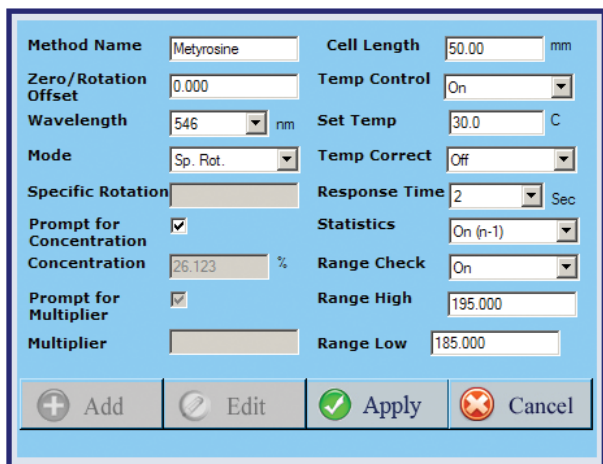 Method Name Metyrosine Cell Length 50.00 mm
Zero/Rotation Offset 0.000 Temp Control On
Wavelength 546 nm Set Temp 30.0 C
Mode Sp. Rot. Temp Correct Off
Specific Rotation Response Time 2 Sec
Prompt for Concentration Statistics On (n-1)
Concentration 26.123 % Range Check On
Prompt for Multiplier Range High 195.000
Multiplier Range Low 185.000
Add Edit Apply Cancel